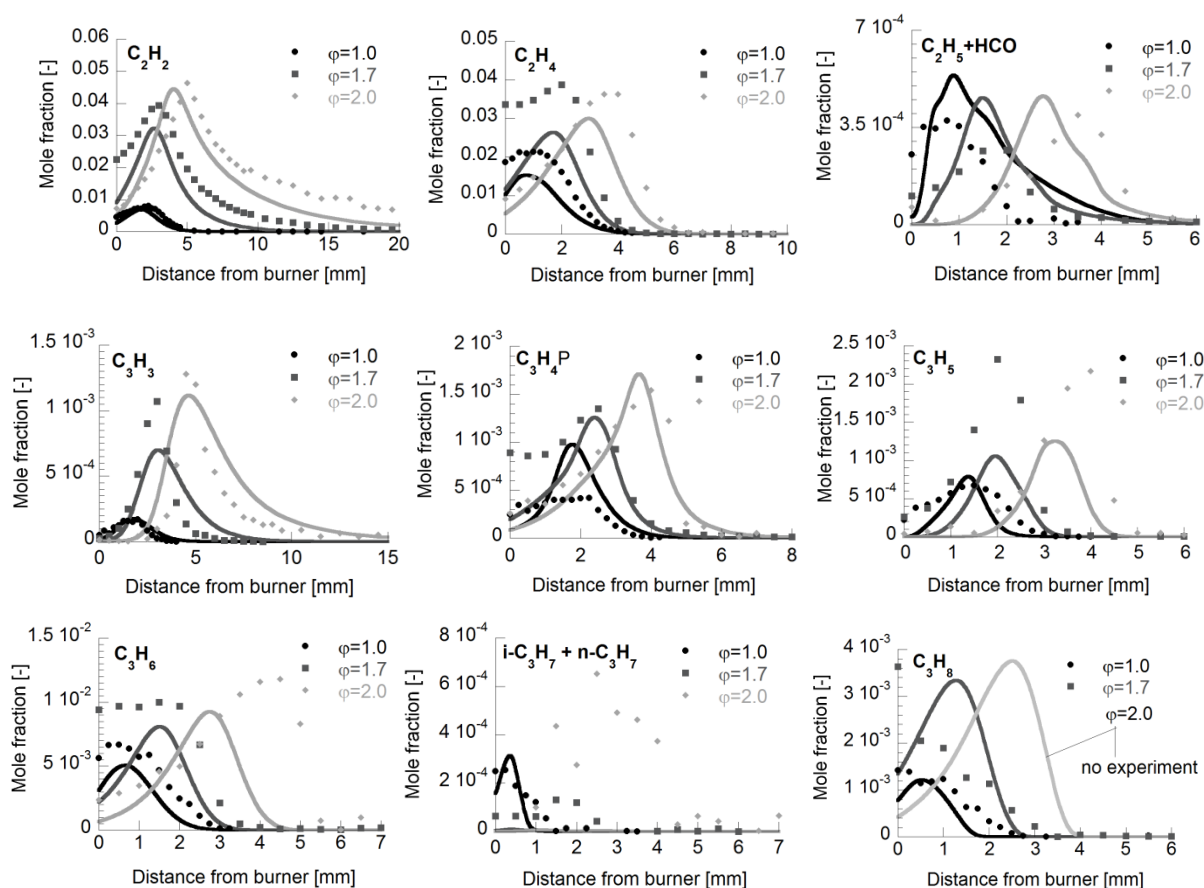 Mole fraction [-]
0.06
0.05
0.04
0.03
0.02
0.01
0
C₂H₂
φ=1.0
φ=1.7
φ=2.0
0 5 10 15 20
Distance from burner [mm]
Mole fraction [-]
0.05
0.04
0.03
0.02
0.01
0
C₂H₄
φ=1.0
φ=1.7
φ=2.0
0 2 4 6 8 10
Distance from burner [mm]
Mole fraction [-]
7 10⁻⁴
3.5 10⁻⁴
0 10⁰
C₂H₅+HCO
φ=1.0
φ=1.7
φ=2.0
0 1 2 3 4 5 6
Distance from burner [mm]
Mole fraction [-]
1.5 10⁻³
1 10⁻³
5 10⁻⁴
0 10⁰
C₃H₃
φ=1.0
φ=1.7
φ=2.0
0 5 10 15
Distance from burner [mm]
Mole fraction [-]
2 10⁻³
1.5 10⁻³
1 10⁻³
5 10⁻⁴
0 10⁰
C₃H₄P
φ=1.0
φ=1.7
φ=2.0
0 2 4 6 8
Distance from burner [mm]
Mole fraction [-]
2.5 10⁻³
2 10⁻³
1.5 10⁻³
1 10⁻³
5 10⁻⁴
0 10⁰
C₃H₅
φ=1.0
φ=1.7
φ=2.0
0 1 2 3 4 5 6
Distance from burner [mm]
Mole fraction [-]
1.5 10⁻²
1 10⁻²
5 10⁻³
0 10⁰
C₃H₆
φ=1.0
φ=1.7
φ=2.0
0 1 2 3 4 5 6 7
Distance from burner [mm]
Mole fraction [-]
8 10⁻⁴
6 10⁻⁴
4 10⁻⁴
2 10⁻⁴
0 10⁰
i-C₃H₇ + n-C₃H₇
φ=1.0
φ=1.7
φ=2.0
0 1 2 3 4 5 6 7
Distance from burner [mm]
Mole fraction [-]
4 10⁻³
3 10⁻³
2 10⁻³
1 10⁻³
0 10⁰
C₃H₈
φ=1.0
φ=1.7
φ=2.0
no experiment
0 1 2 3 4 5 6
Distance from burner [mm]